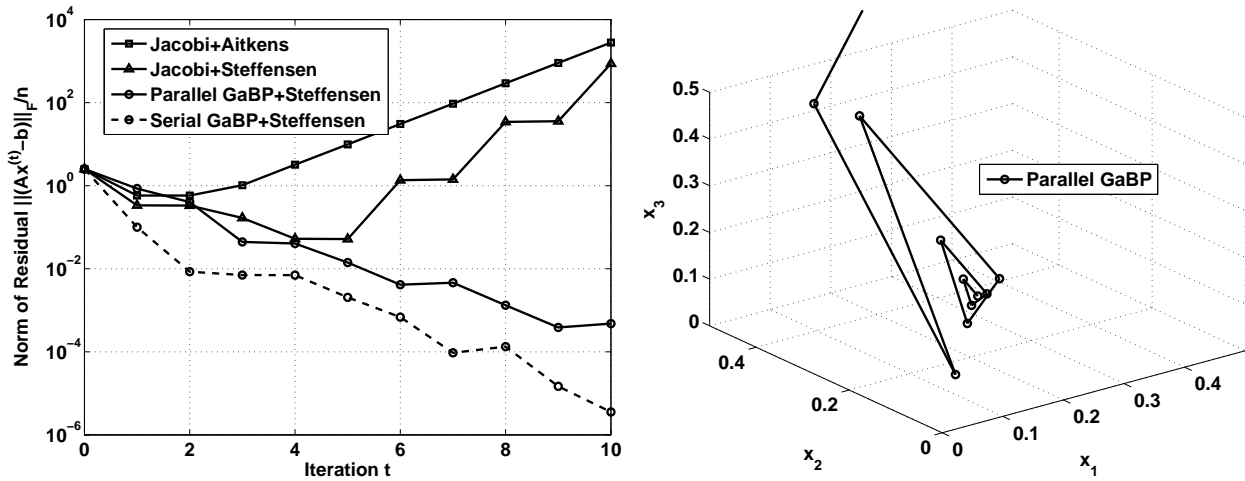 10^4
10^2
10^0
10^−2
10^−4
10^−6
Norm of Residual ||(Ax^(t)−b)||_F/n
Jacobi+Aitkens
Jacobi+Steffensen
Parallel GaBP+Steffensen
Serial GaBP+Steffensen
0 2 4 6 8 10
Iteration t
0.5
0.4
0.3
0.2
0.1
0
x_3
Parallel GaBP
0.4
0.2
0
x_2
0
0.1
0.2
0.3
0.4
x_1